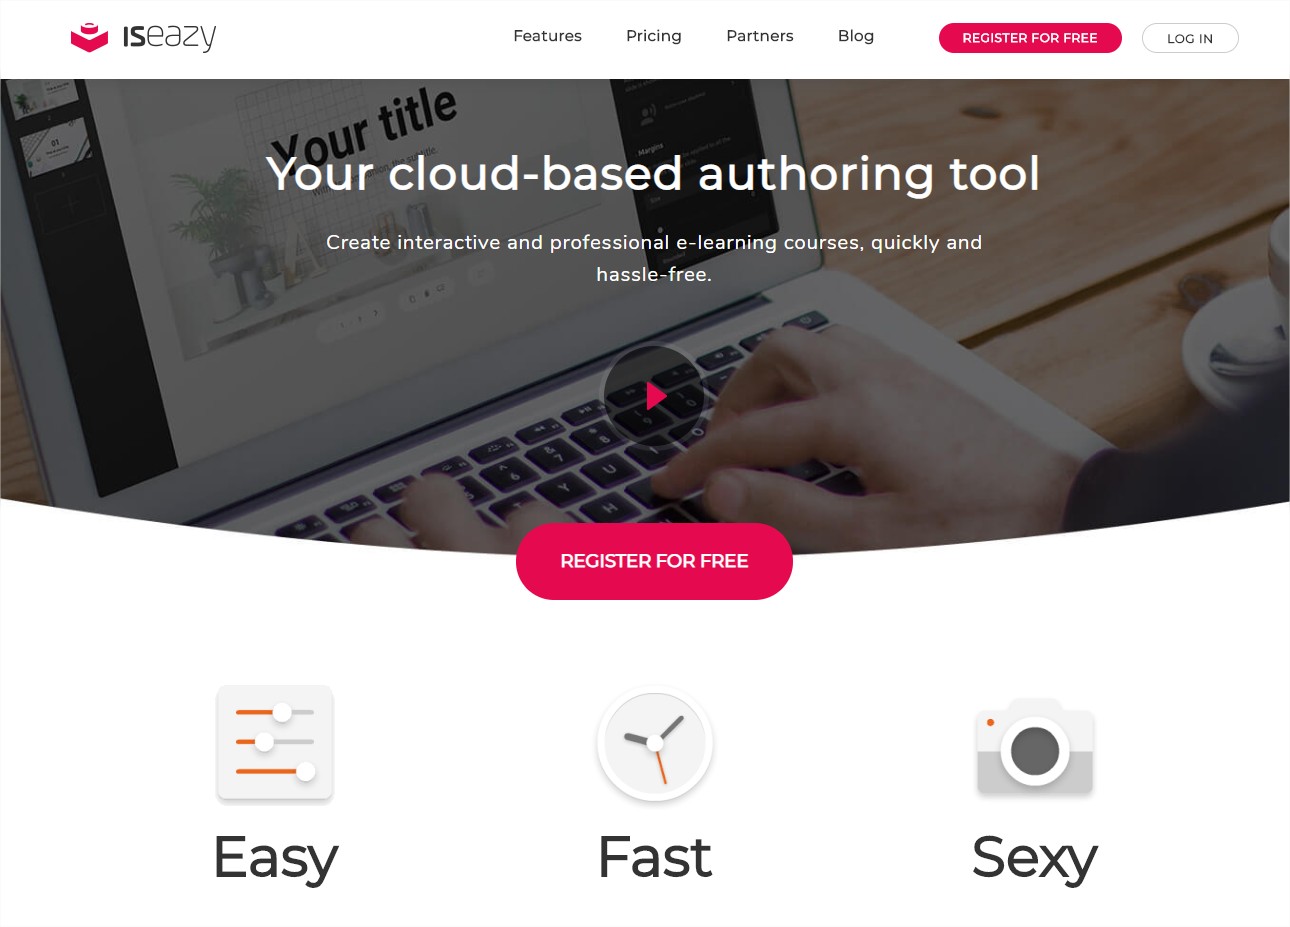 ISeazy
Features
Pricing
Partners
Blog
REGISTER FOR FREE
LOG IN
Your title
Your cloud-based authoring tool
Create interactive and professional e-learning courses, quickly and
hassle-free.
Margins
REGISTER FOR FREE
Easy
Fast
Sexy